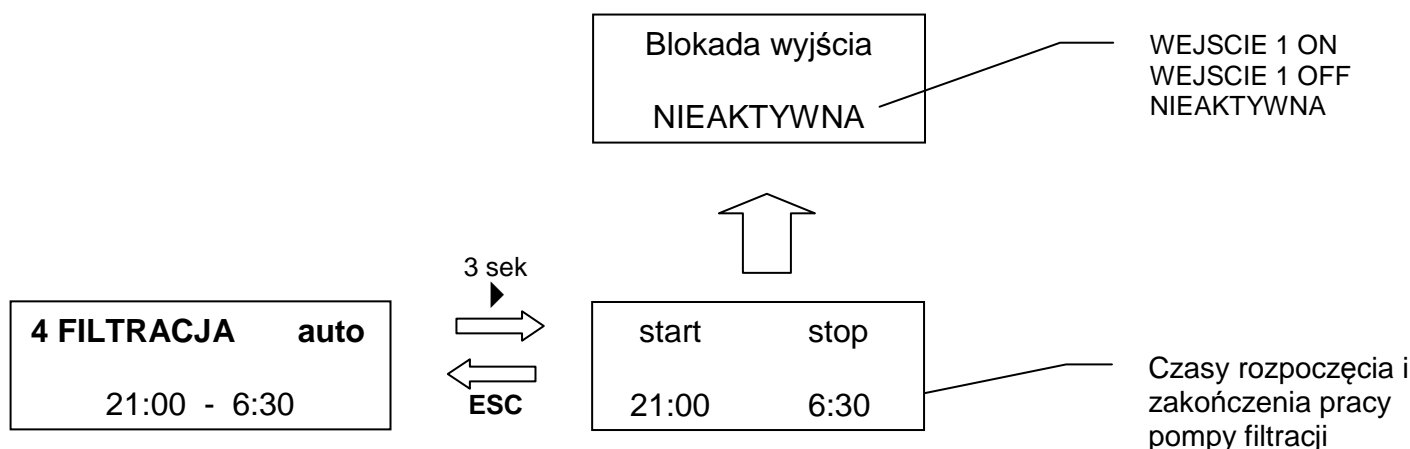 Blokada wyjścia
NIEAKTYWNA
WEJSCIE 1 ON
WEJSCIE 1 OFF
NIEAKTYWNA
3 sek
4 FILTRACJA auto
21:00 - 6:30
ESC
start stop
21:00 6:30
Czasy rozpoczęcia i
zakończenia pracy
pompy filtracji